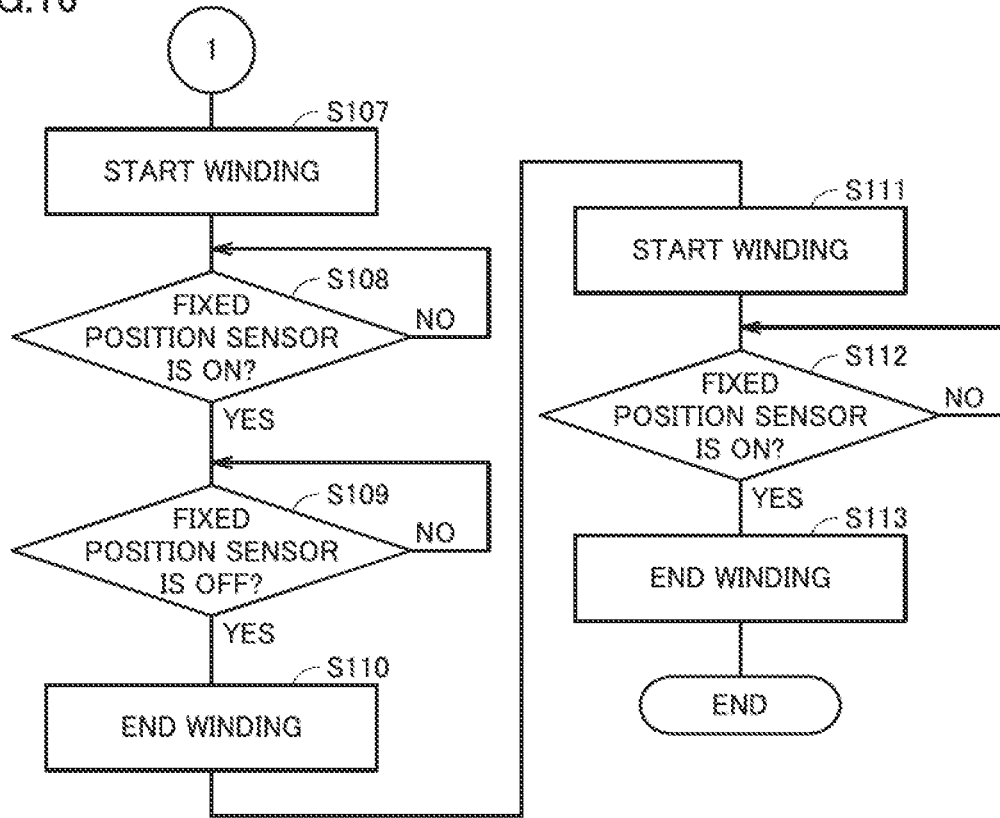 1
S107
START WINDING
S108
FIXED
POSITION SENSOR
IS ON?
NO
YES
S109
FIXED
POSITION SENSOR
IS OFF?
NO
YES
S110
END WINDING
S111
START WINDING
S112
FIXED
POSITION SENSOR
IS ON?
NO
YES
S113
END WINDING
END